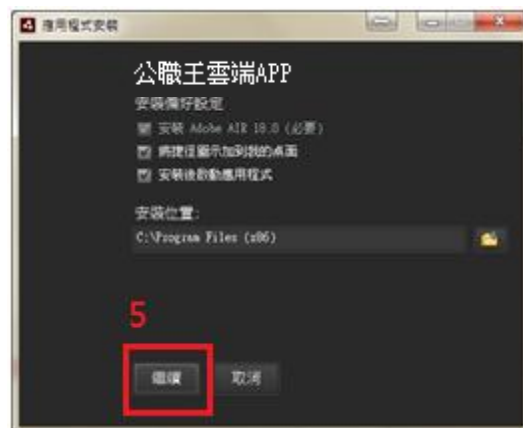 應用程式安裝
公職王雲端APP
安裝偏好設定
安裝 Adobe AIR 18.0 (必要)
將捷徑圖示加到我的桌面
安裝後啟動應用程式
安裝位置:
C:\Program Files (x86)
5
繼續
取消